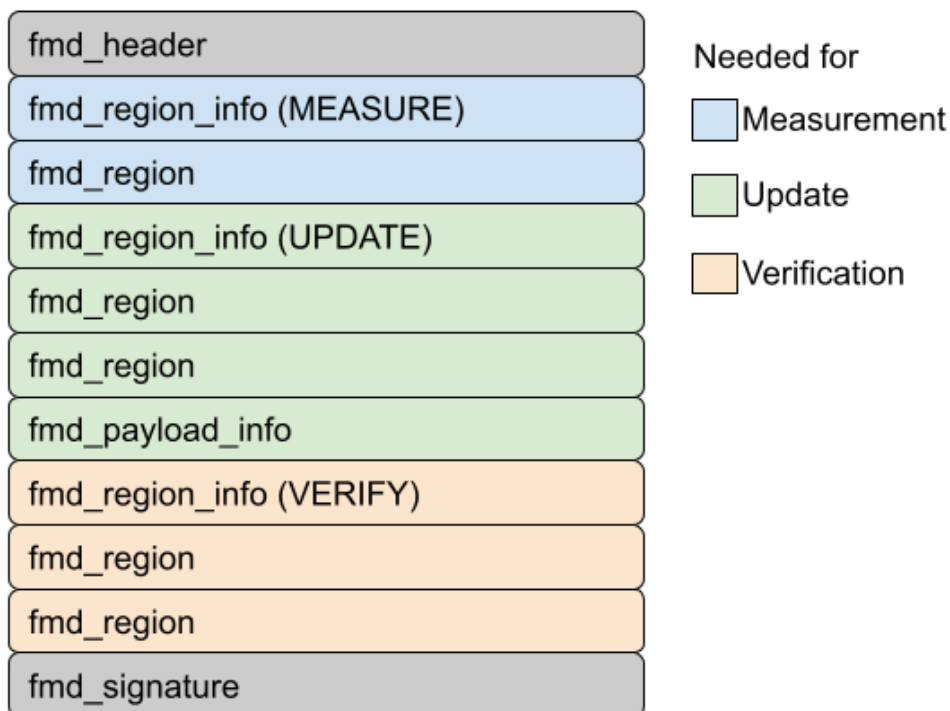 fmd_header
fmd_region_info (MEASURE)
fmd_region
fmd_region_info (UPDATE)
fmd_region
fmd_region
fmd_payload_info
fmd_region_info (VERIFY)
fmd_region
fmd_region
fmd_signature
Needed for
Measurement
Update
Verification